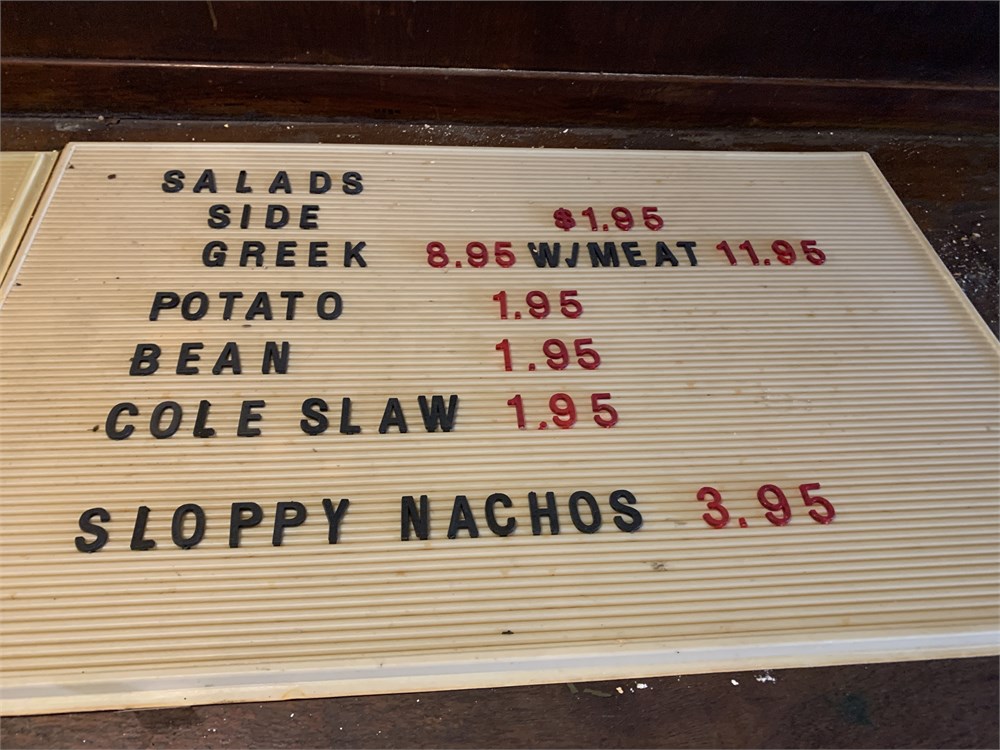 SALADS
SIDE $1.95
GREEK 8.95 W/MEAT 11.95
POTATO 1.95
BEAN 1.95
COLE SLAW 1.95
SLOPPY NACHOS 3.95